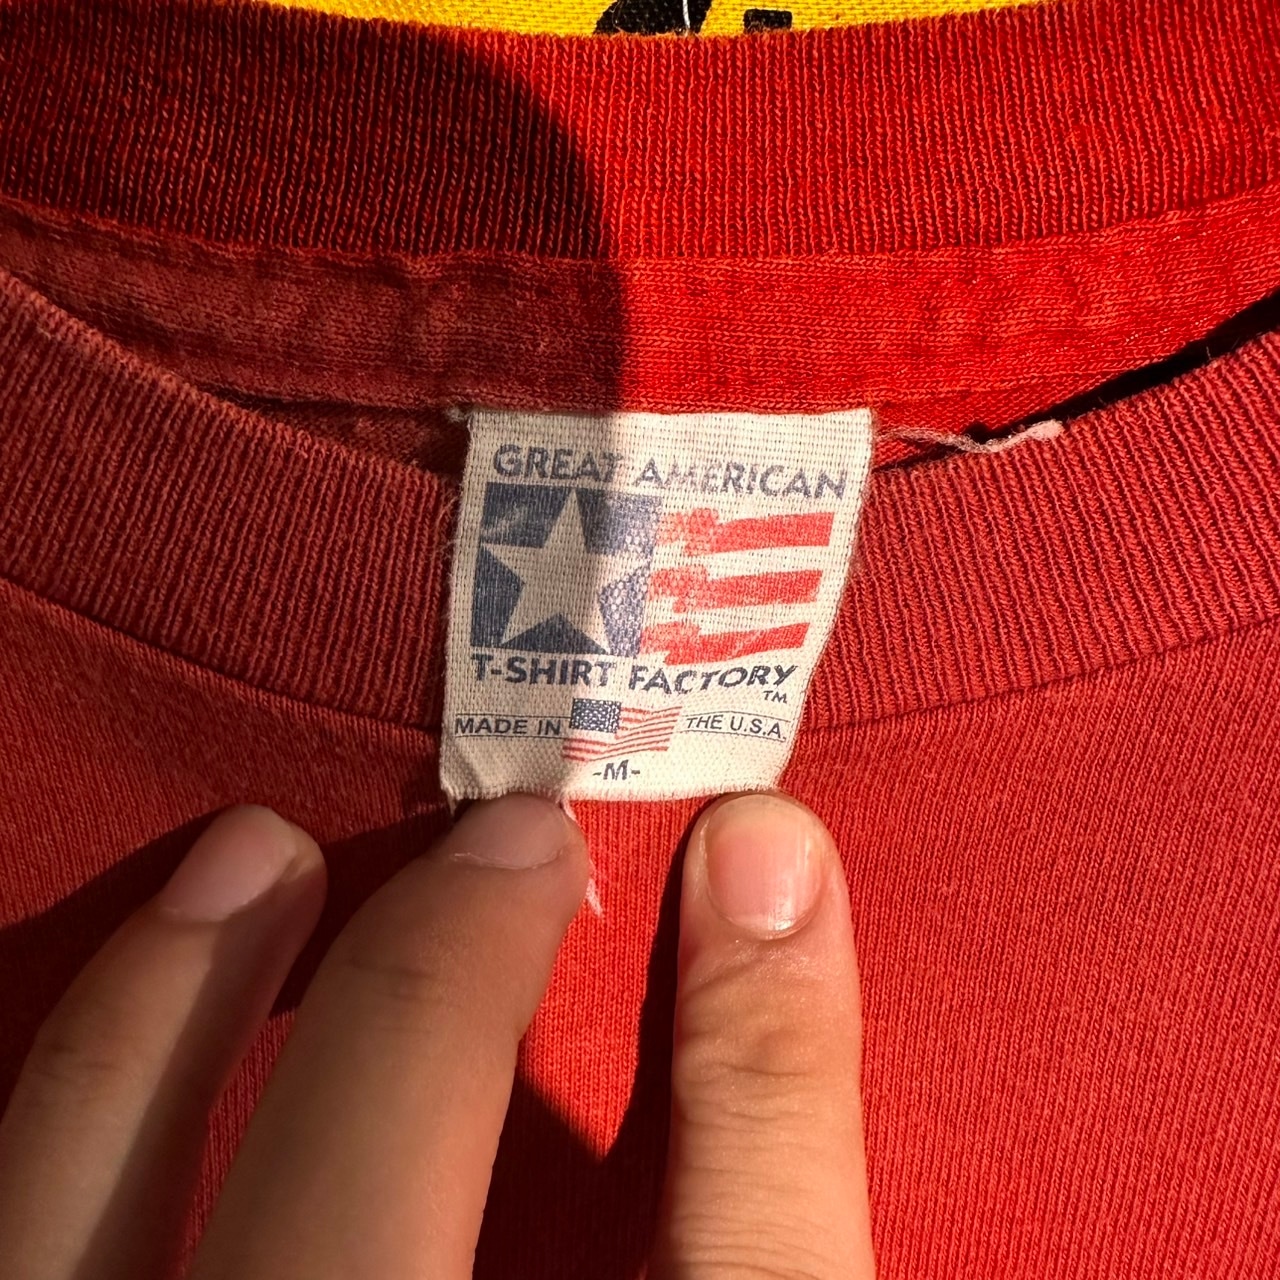 GREAT AMERICAN
T-SHIRT FACTORY
TM
MADE IN THE U.S.A.
-M-